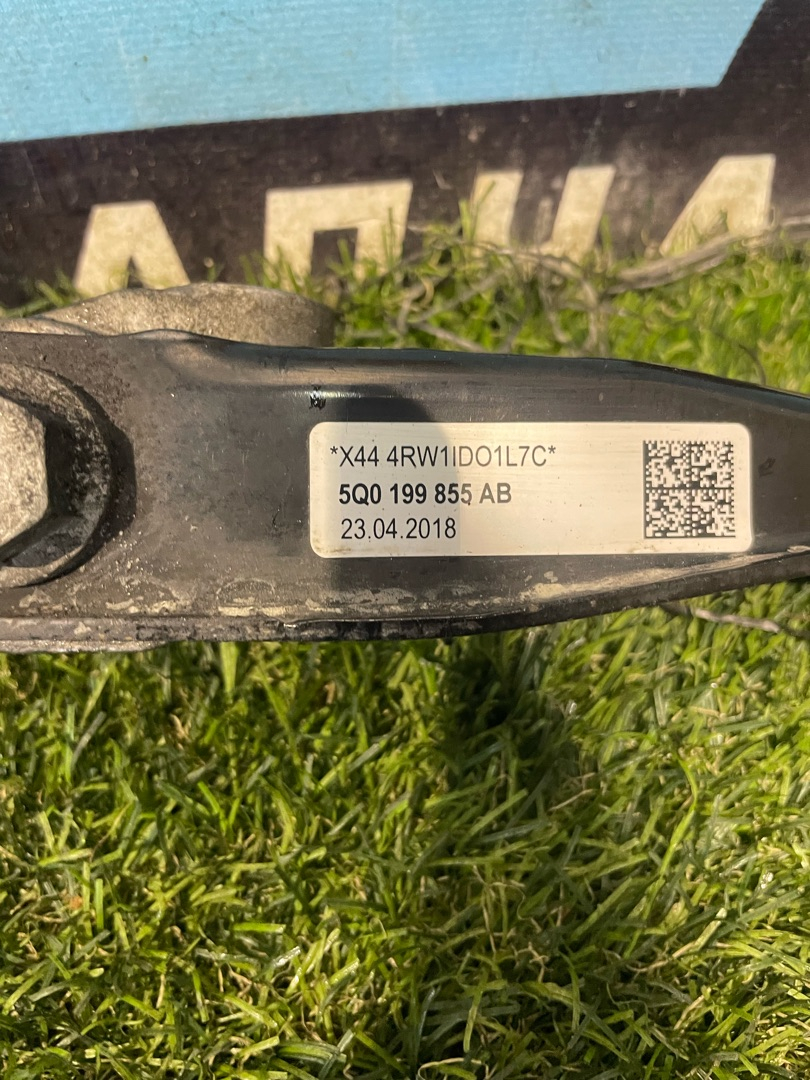 *X44 4RW1IDO1L7C*
5Q0 199 855 AB
23.04.2018